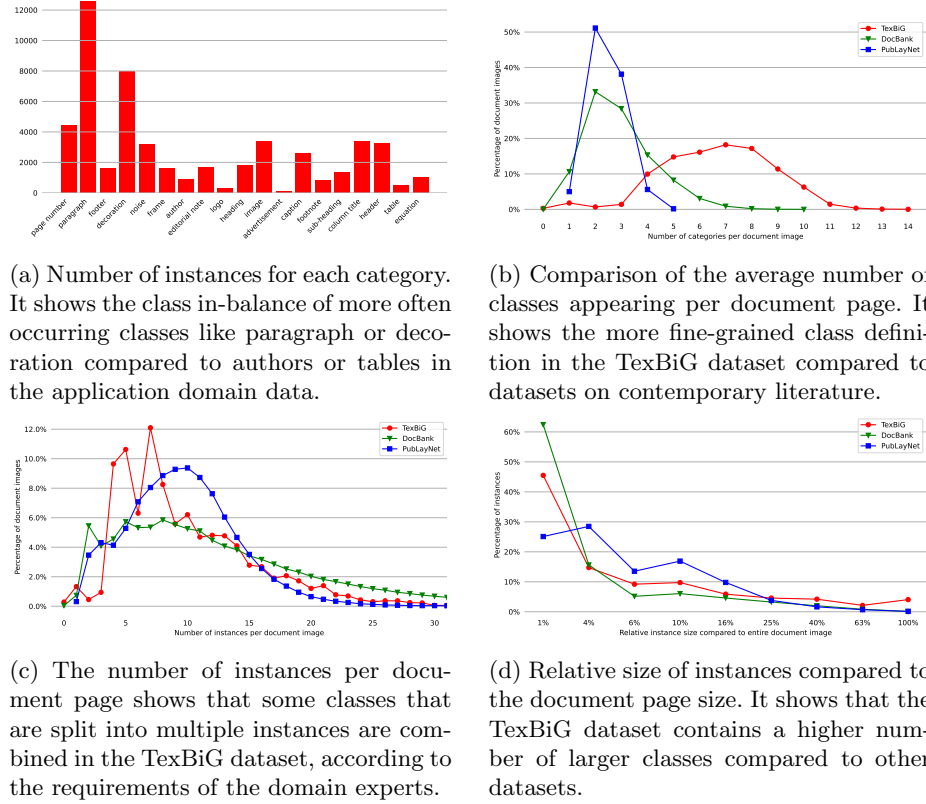 12000
10000
8000
6000
4000
2000
0
page number
paragraph
footer
decoration
noise
frame
author
editorial note
logo
heading
image
advertisement
caption
footnote
sub-heading
column title
header
table
equation
Percentage of document images
50%
40%
30%
20%
10%
0%
TexBiG
DocBank
PubLayNet
0 1 2 3 4 5 6 7 8 9 10 11 12 13 14
Number of categories per document image
(a) Number of instances for each category.
It shows the class in-balance of more often
occurring classes like paragraph or deco-
ration compared to authors or tables in
the application domain data.
(b) Comparison of the average number of
classes appearing per document page. It
shows the more fine-grained class defini-
tion in the TexBiG dataset compared to
datasets on contemporary literature.
Percentage of document images
12.0%
10.0%
8.0%
6.0%
4.0%
2.0%
0.0%
TexBiG
DocBank
PubLayNet
0 5 10 15 20 25 30
Number of instances per document image
Percentage of instances
60%
50%
40%
30%
20%
10%
0%
TexBiG
DocBank
PubLayNet
1% 4% 6% 10% 16% 25% 40% 63% 100%
Relative instance size compared to entire document image
(c) The number of instances per docu-
ment page shows that some classes that
are split into multiple instances are com-
bined in the TexBiG dataset, according to
the requirements of the domain experts.
(d) Relative size of instances compared to
the document page size. It shows that the
TexBiG dataset contains a higher num-
ber of larger classes compared to other
datasets.